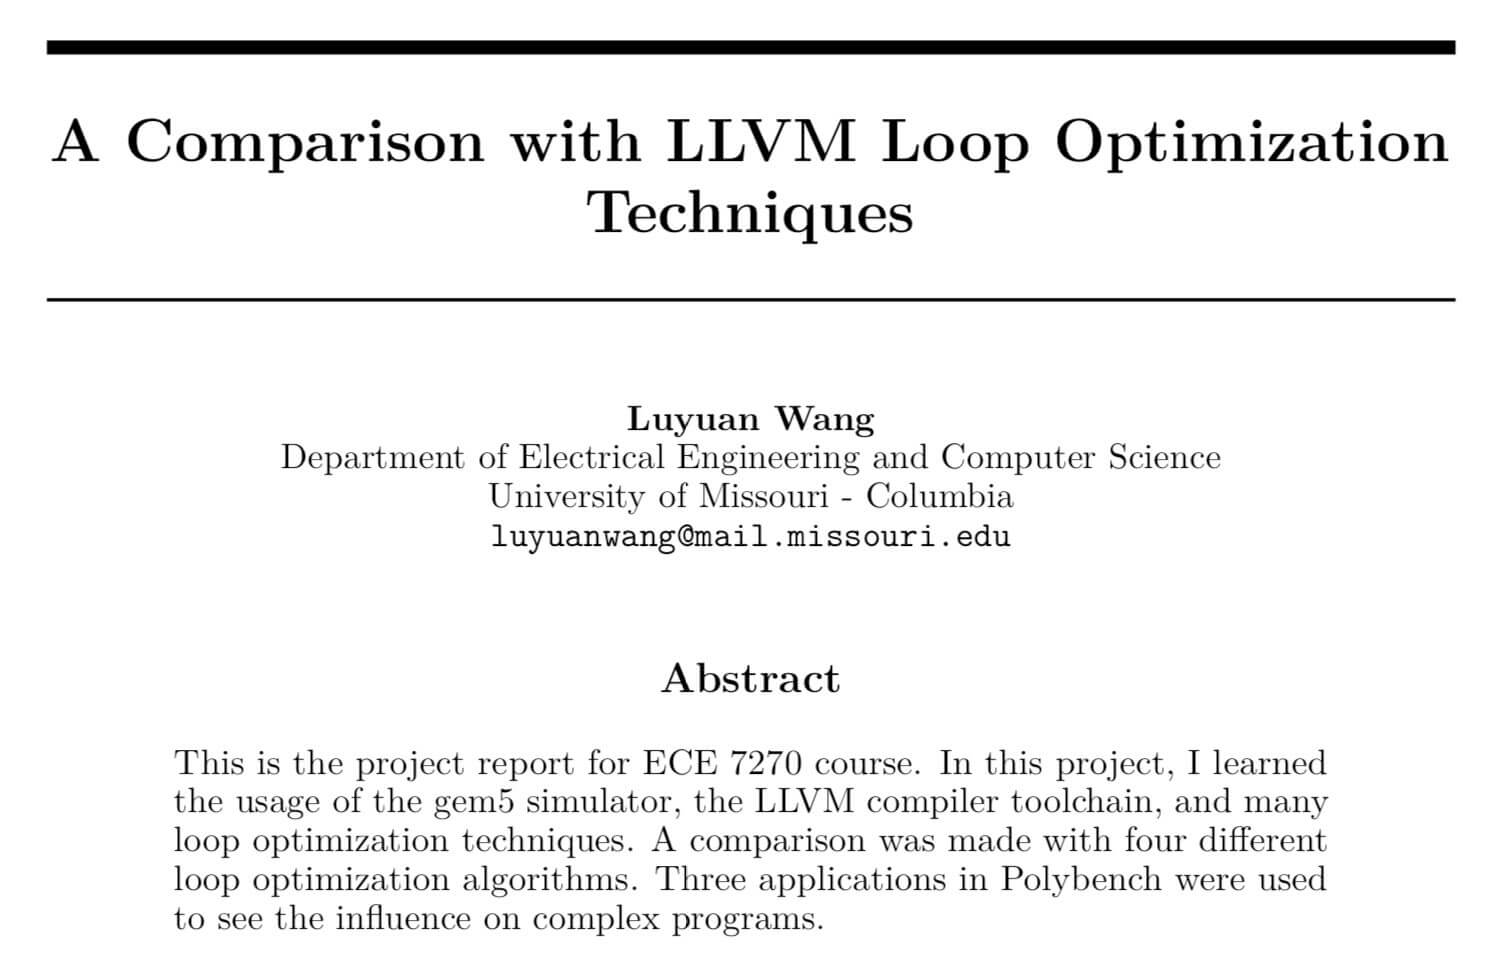 A Comparison with LLVM Loop Optimization
Techniques
Luyuan Wang
Department of Electrical Engineering and Computer Science
University of Missouri - Columbia
luyuanwang@mail.missouri.edu
Abstract
This is the project report for ECE 7270 course. In this project, I learned
the usage of the gem5 simulator, the LLVM compiler toolchain, and many
loop optimization techniques. A comparison was made with four different
loop optimization algorithms. Three applications in Polybench were used
to see the influence on complex programs.